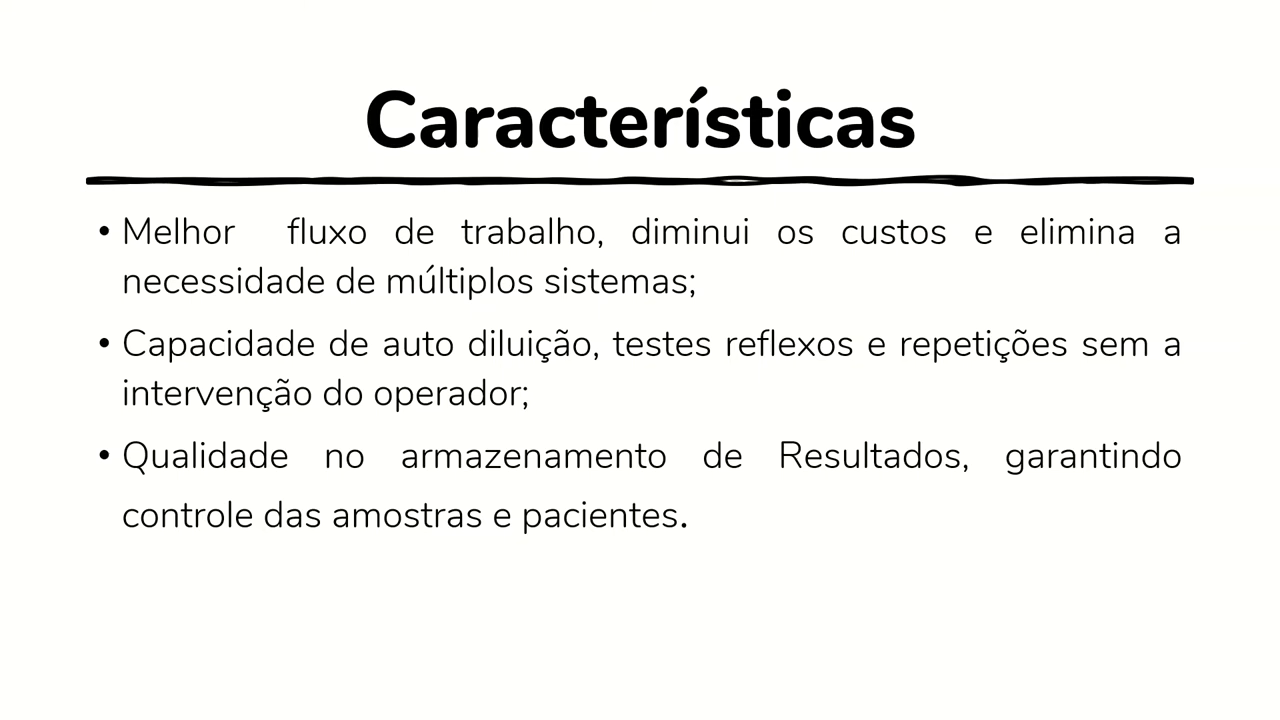 Características
• Melhor fluxo de trabalho, diminui os custos e elimina a
necessidade de múltiplos sistemas;
• Capacidade de auto diluição, testes reflexos e repetições sem a
intervenção do operador;
• Qualidade no armazenamento de Resultados, garantindo
controle das amostras e pacientes.